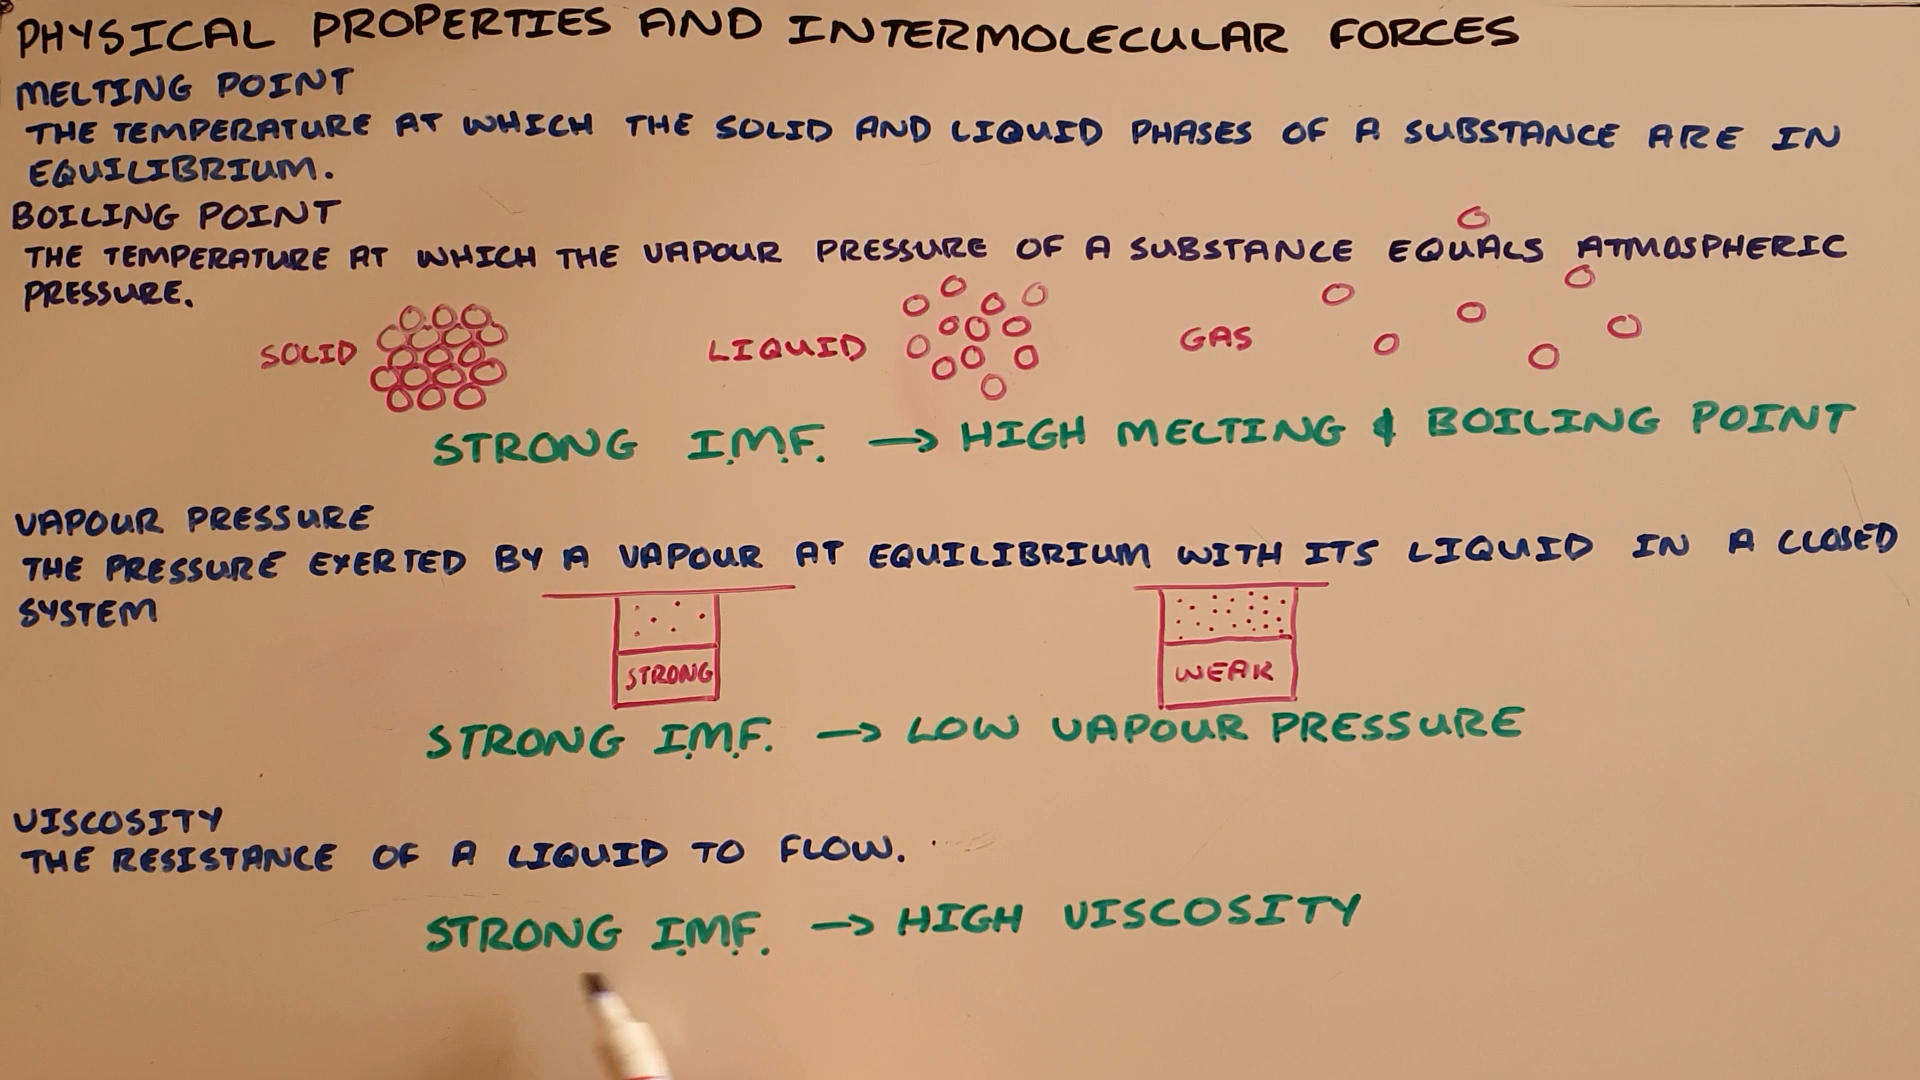 PHYSICAL PROPERTIES AND INTERMOLECULAR FORCES
MELTING POINT
THE TEMPERATURE AT WHICH THE SOLID AND LIQUID PHASES OF A SUBSTANCE ARE IN
EQUILIBRIUM.
BOILING POINT
THE TEMPERATURE AT WHICH THE VAPOUR PRESSURE OF A SUBSTANCE EQUALS ATMOSPHERIC
PRESSURE.
SOLID LIQUID GAS
STRONG I.M.F. → HIGH MELTING & BOILING POINT
VAPOUR PRESSURE
THE PRESSURE EXERTED BY A VAPOUR AT EQUILIBRIUM WITH ITS LIQUID IN A CLOSED
SYSTEM
STRONG WEAK
STRONG I.M.F. → LOW VAPOUR PRESSURE
VISCOSITY
THE RESISTANCE OF A LIQUID TO FLOW.
STRONG I.M.F. → HIGH VISCOSITY